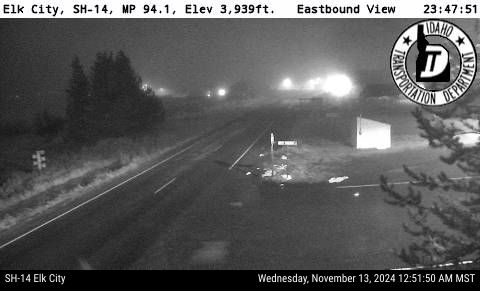 Elk City, SH-14, MP 94.1, Elev 3,939ft. Eastbound View 23:47:51
IDAHO
TRANSPORTATION DEPARTMENT
SH-14 Elk City Wednesday, November 13, 2024 12:51:50 AM MST